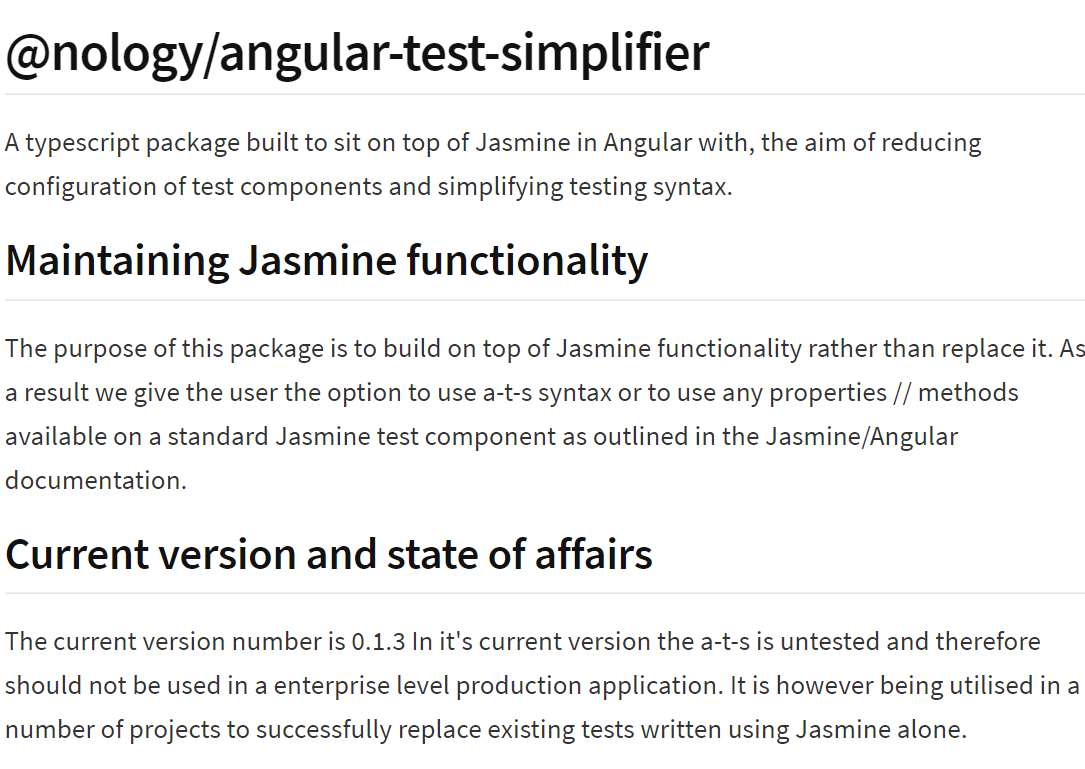 @nology/angular-test-simplifier
A typescript package built to sit on top of Jasmine in Angular with, the aim of reducing
configuration of test components and simplifying testing syntax.
Maintaining Jasmine functionality
The purpose of this package is to build on top of Jasmine functionality rather than replace it. As
a result we give the user the option to use a-t-s syntax or to use any properties // methods
available on a standard Jasmine test component as outlined in the Jasmine/Angular
documentation.
Current version and state of affairs
The current version number is 0.1.3 In it's current version the a-t-s is untested and therefore
should not be used in a enterprise level production application. It is however being utilised in a
number of projects to successfully replace existing tests written using Jasmine alone.